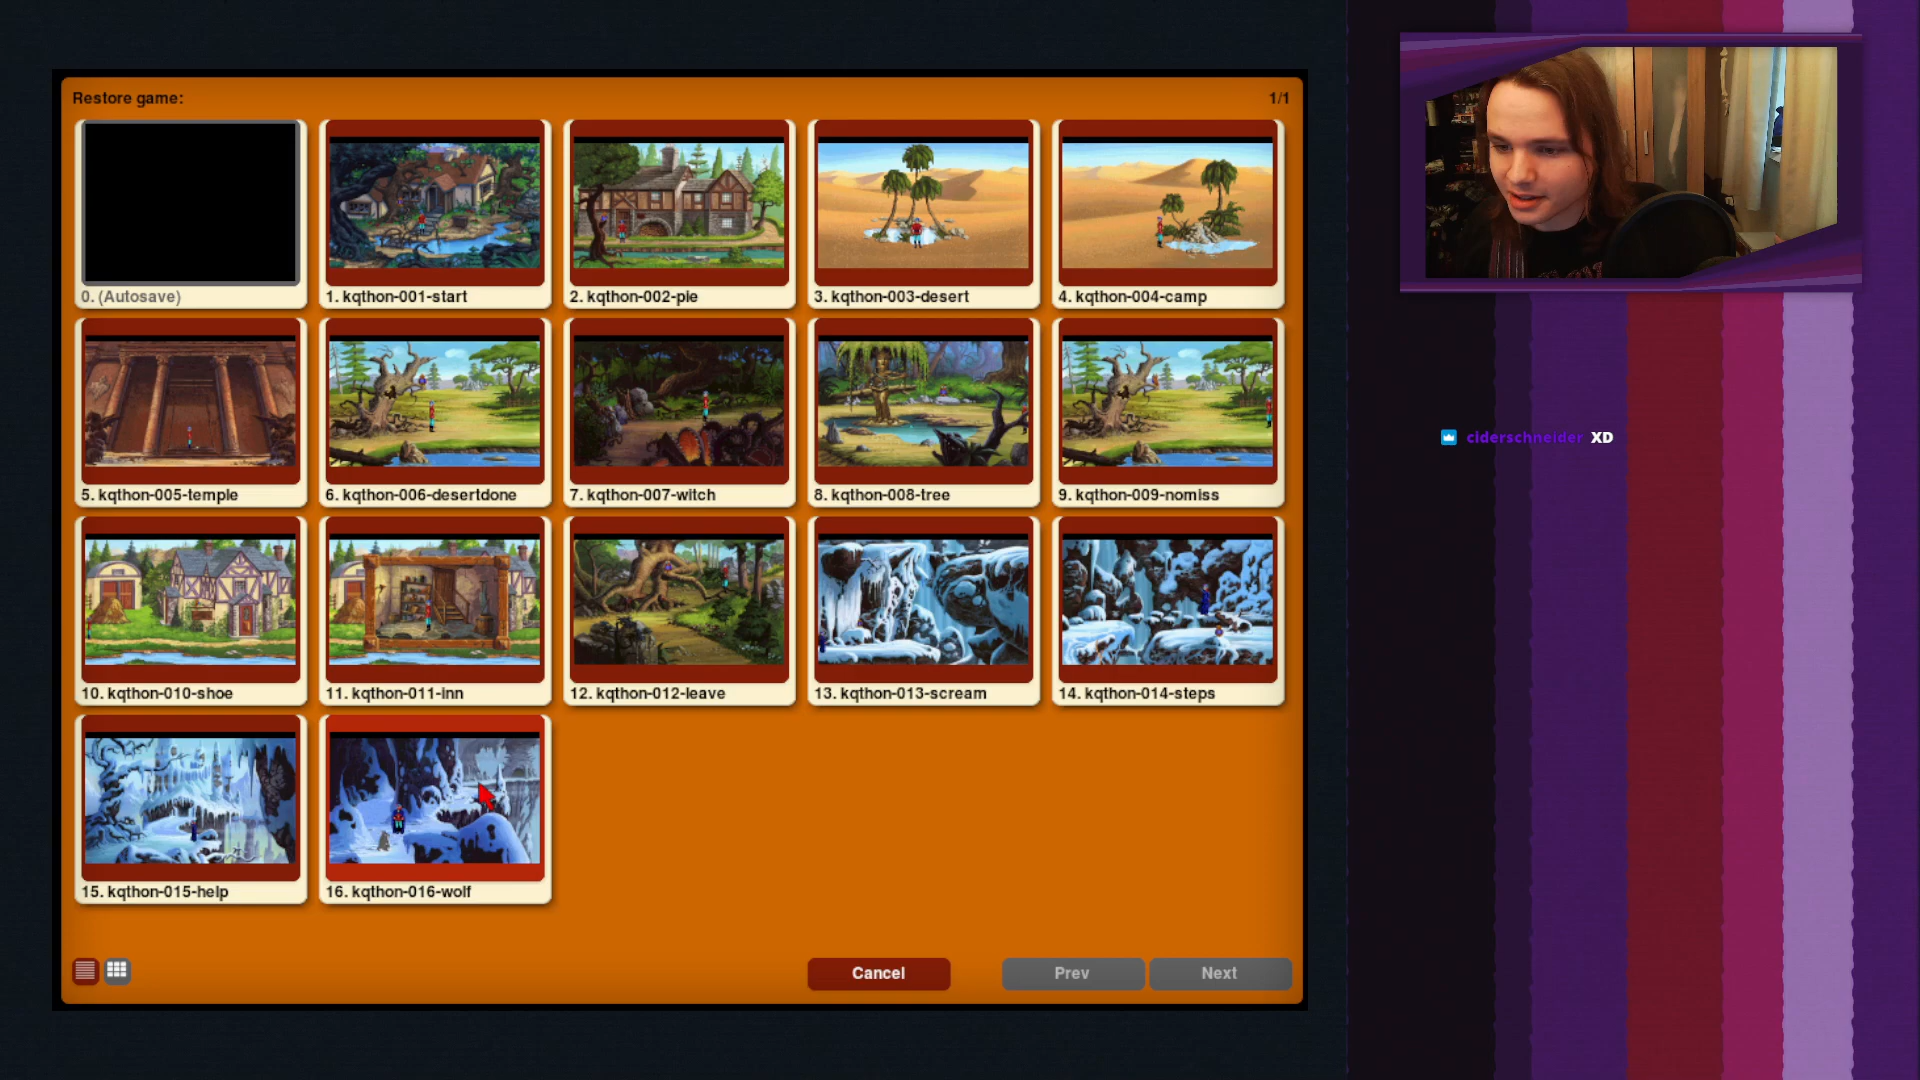 Restore game:
1/1
0. (Autosave)
1. kqthon-001-start
2. kqthon-002-pie
3. kqthon-003-desert
4. kqthon-004-camp
5. kqthon-005-temple
6. kqthon-006-desertdone
7. kqthon-007-witch
8. kqthon-008-tree
9. kqthon-009-nomiss
10. kqthon-010-shoe
11. kqthon-011-inn
12. kqthon-012-leave
13. kqthon-013-scream
14. kqthon-014-steps
15. kqthon-015-help
16. kqthon-016-wolf
Cancel
Prev
Next
ciderschneider XD